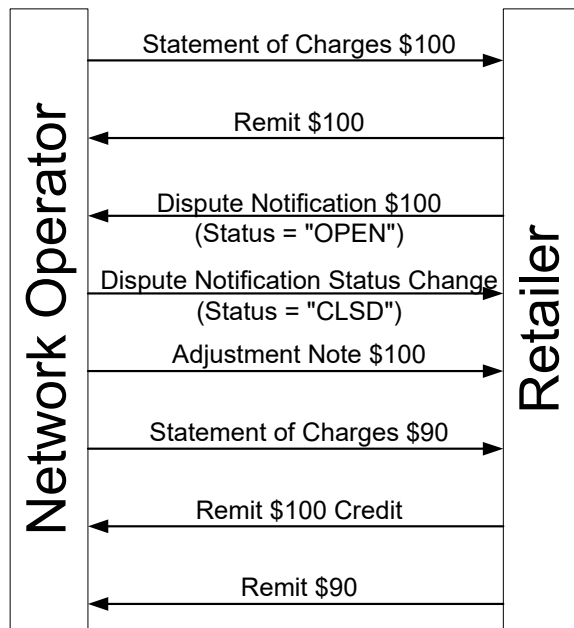 Network Operator
Retailer
Statement of Charges $100
Remit $100
Dispute Notification $100
(Status = "OPEN")
Dispute Notification Status Change
(Status = "CLSD")
Adjustment Note $100
Statement of Charges $90
Remit $100 Credit
Remit $90